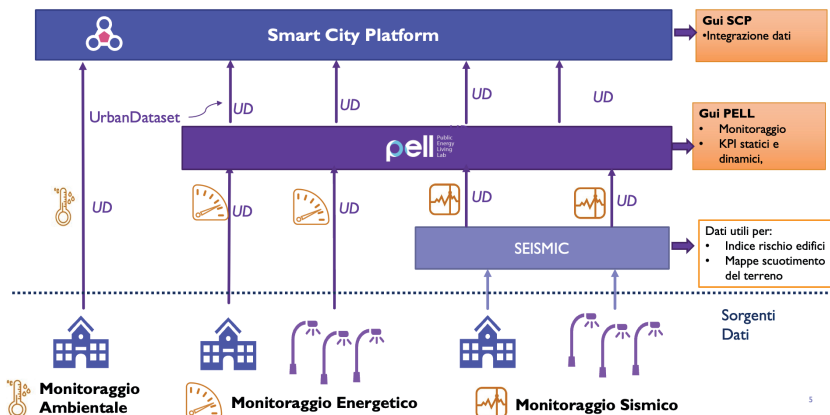 Smart City Platform
Gui SCP
•Integrazione dati
UrbanDataset
UD
UD
UD
UD
pell
Public
Energy
Living
Lab
Gui PELL
• Monitoraggio
• KPI statici e
dinamici,
UD
UD
UD
UD
UD
SEISMIC
Dati utili per:
• Indice rischio edifici
• Mappe scuotimento
del terreno
Sorgenti
Dati
Monitoraggio
Ambientale
Monitoraggio Energetico
Monitoraggio Sismico
5